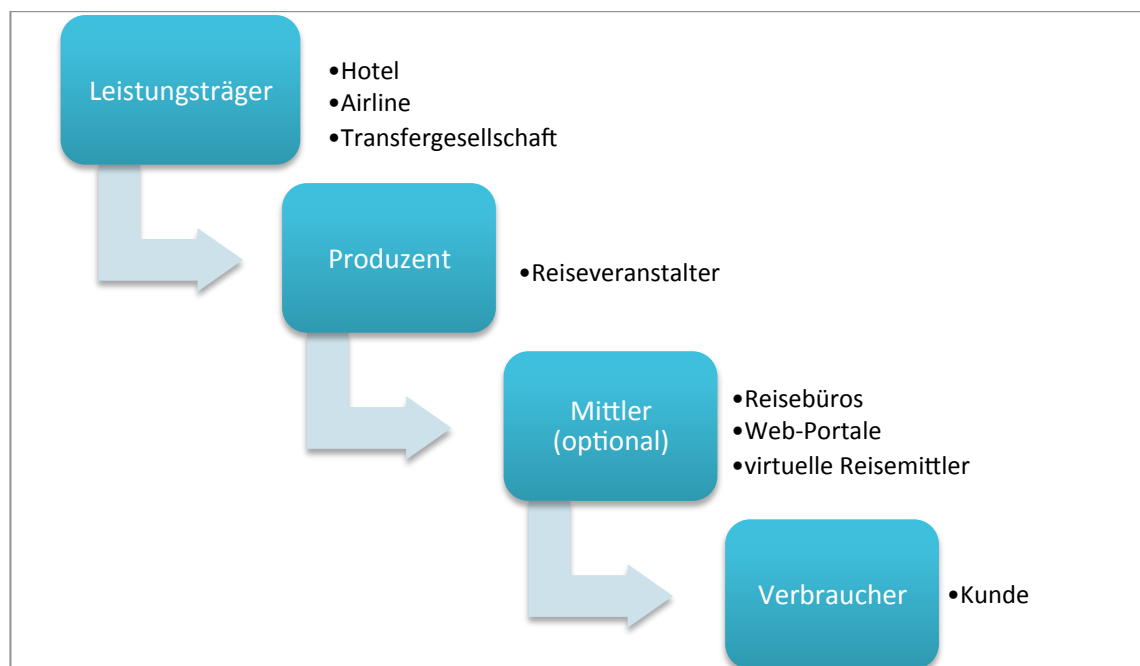 Leistungsträger
•Hotel
•Airline
•Transfergesellschaft
Produzent
•Reiseveranstalter
Mittler
(optional)
•Reisebüros
•Web-Portale
•virtuelle Reisemittler
Verbraucher
•Kunde